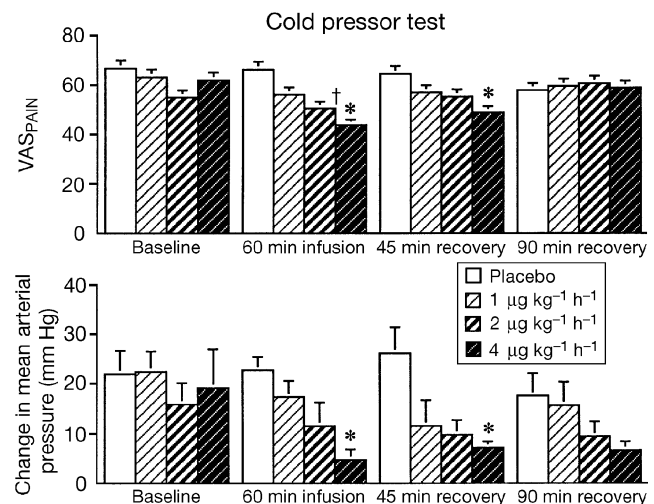 Cold pressor test
VASPAIN
80
60
40
20
0
†
*
*
Baseline
60 min infusion
45 min recovery
90 min recovery
Change in mean arterial
pressure (mm Hg)
40
30
20
10
0
Placebo
1 μg kg⁻¹ h⁻¹
2 μg kg⁻¹ h⁻¹
4 μg kg⁻¹ h⁻¹
*
*
Baseline
60 min infusion
45 min recovery
90 min recovery